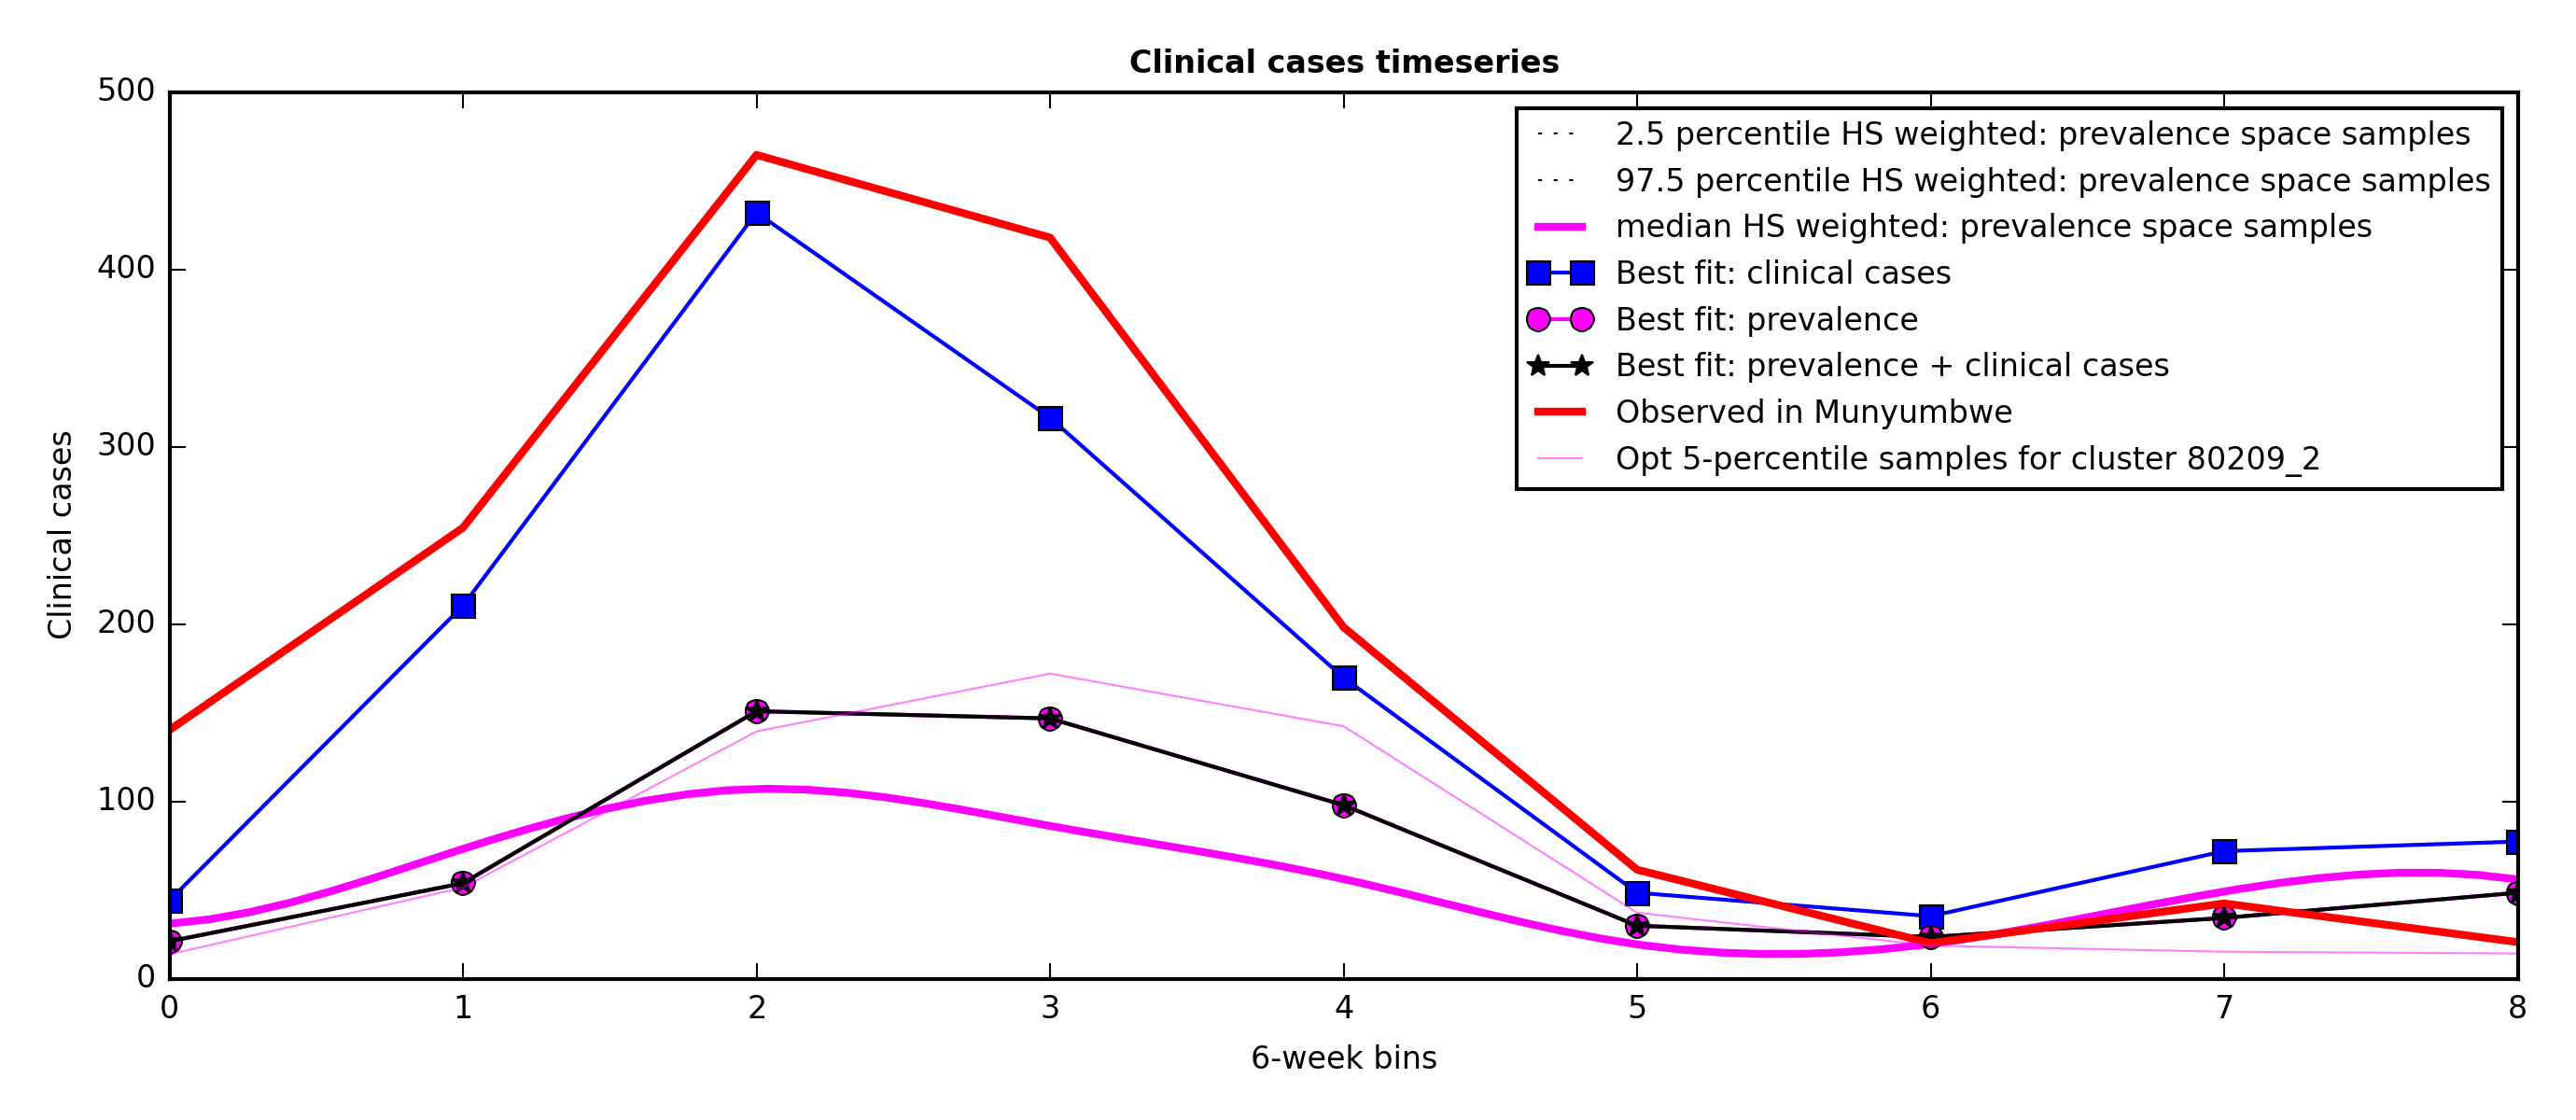 Clinical cases timeseries
500
400
300
200
100
0
Clinical cases
2.5 percentile HS weighted: prevalence space samples
97.5 percentile HS weighted: prevalence space samples
median HS weighted: prevalence space samples
Best fit: clinical cases
Best fit: prevalence
Best fit: prevalence + clinical cases
Observed in Munyumbwe
Opt 5-percentile samples for cluster 80209_2
0 1 2 3 4 5 6 7 8
6-week bins